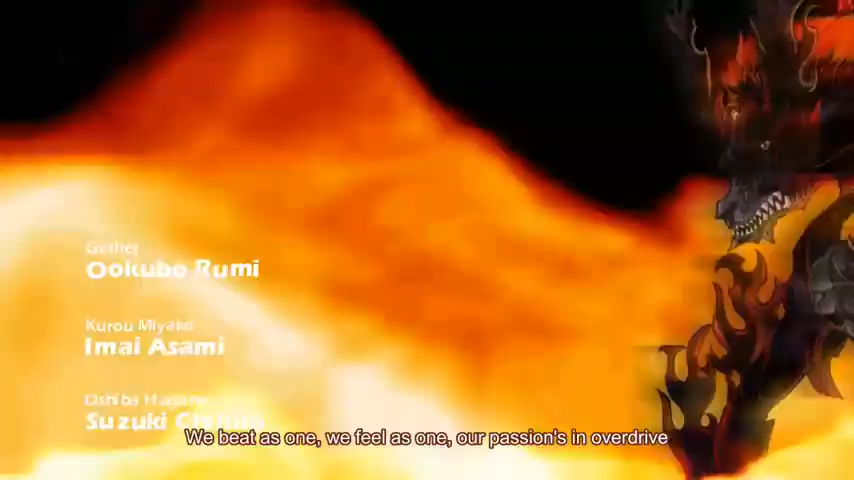 Gether
Ookubo Rumi
Kurou Miyako
Imai Asami
Oshiba
Suzuki
We beat as one, we feel as one, our passion's in overdrive